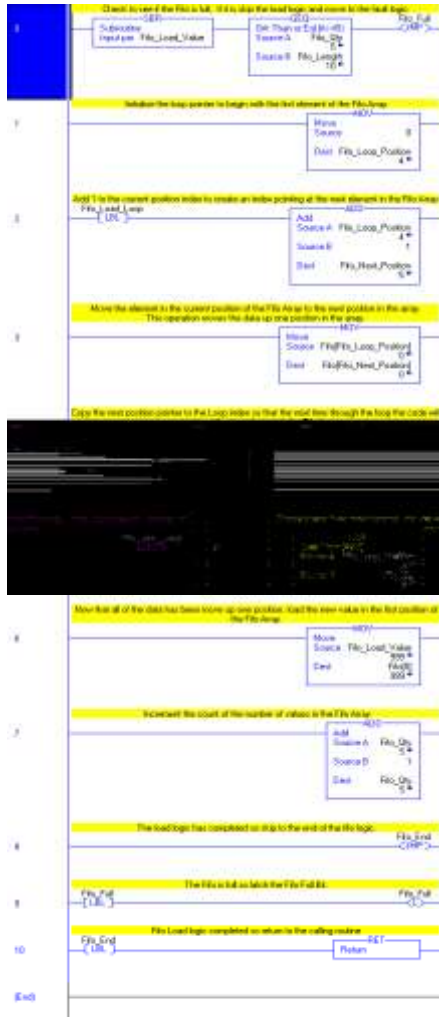 Check to see if the Fifo is full. If it is skip the load logic and move to the fault logic.
SBR
Subroutine
Input par Fifo_Load_Value
GEQ
Grtr Than or Eql (A>=B)
Source A Fifo_Qty
5
Source B Fifo_Length
10
Fifo_Full
JMP
Initialize the loop pointer to begin with the first element of the Fifo Array.
1
MOV
Move
Source 0
Dest Fifo_Loop_Position
4
Add 1 to the current position index to create an index pointing at the next element in the Fifo Array
2
Fifo_Load_Loop
LBL
ADD
Add
Source A Fifo_Loop_Position
4
Source B 1
Dest Fifo_Next_Position
5
Move the element in the current position of the Fifo Array to the next position in the array.
This operation moves the data up one position in the array.
3
MOV
Move
Source Fifo[Fifo_Loop_Position]
0
Dest Fifo[Fifo_Next_Position]
0
Copy the next position pointer to the Loop index so that the next time through the loop the code will
Now that all of the data has been move up one position, load the new value in the first position of
the Fifo Array.
6
MOV
Move
Source Fifo_Load_Value
999
Dest Fifo[0]
999
Increment the count of the number of values in the Fifo Array
7
ADD
Add
Source A Fifo_Qty
5
Source B 1
Dest Fifo_Qty
5
The load logic has completed so skip to the end of the fifo logic.
8
Fifo_End
JMP
The Fifo is full so latch the Fifo Full Bit.
9
Fifo_Full
LBL
Fifo_Full
L
Fifo Load logic completed so return to the calling routine
10
Fifo_End
LBL
RET
Return
(End)